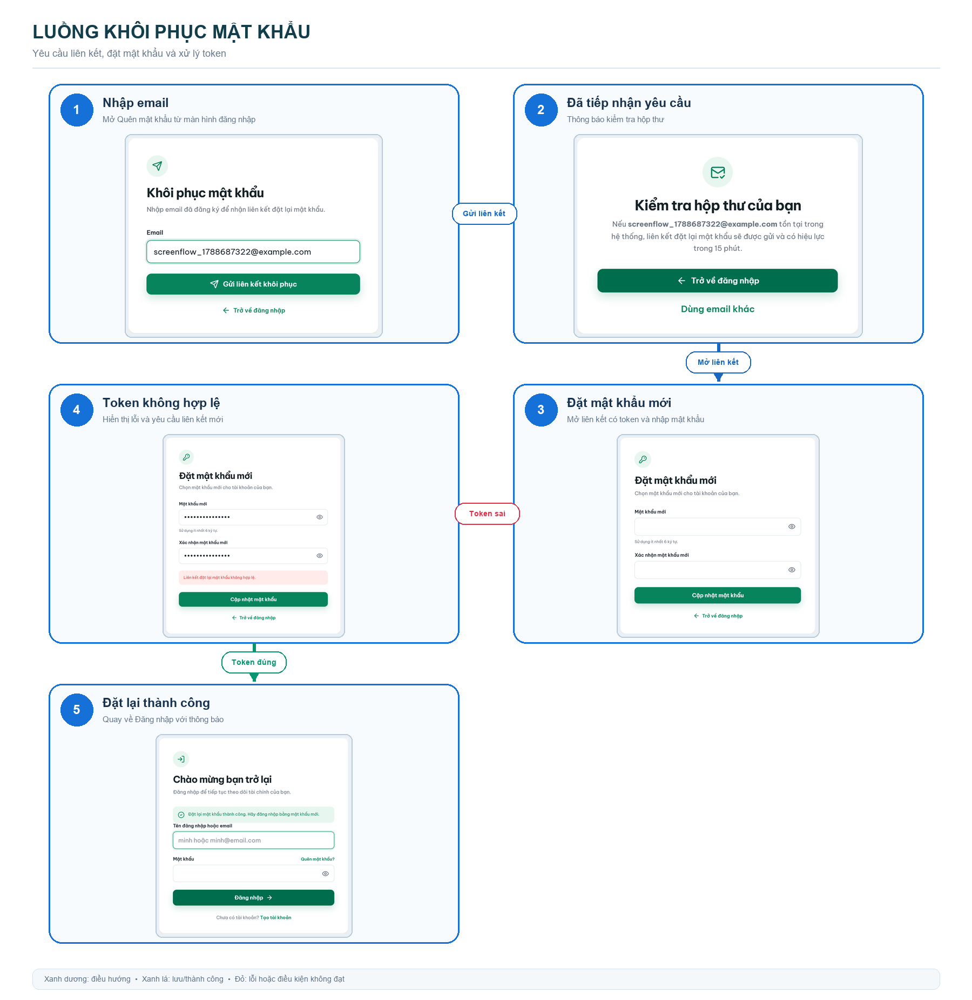 LUỒNG KHÔI PHỤC MẬT KHẨU
Yêu cầu liên kết, đặt mật khẩu và xử lý token
1
Nhập email
Mở Quên mật khẩu từ màn hình đăng nhập
Khôi phục mật khẩu
Nhập email đã đăng ký để nhận liên kết đặt lại mật khẩu.
Email
screenflow_1788687322@example.com
Gửi liên kết khôi phục
← Trở về đăng nhập
Gửi liên kết
2
Đã tiếp nhận yêu cầu
Thông báo kiểm tra hộp thư
Kiểm tra hộp thư của bạn
Nếu screenflow_1788687322@example.com tồn tại trong
hệ thống, liên kết đặt lại mật khẩu sẽ được gửi và có hiệu lực
trong 15 phút.
← Trở về đăng nhập
Dùng email khác
Mở liên kết
3
Đặt mật khẩu mới
Mở liên kết có token và nhập mật khẩu
Đặt mật khẩu mới
Chọn mật khẩu mới cho tài khoản của bạn.
Mật khẩu mới
Sử dụng ít nhất 6 ký tự.
Xác nhận mật khẩu mới
Cập nhật mật khẩu
← Trở về đăng nhập
Token sai
4
Token không hợp lệ
Hiển thị lỗi và yêu cầu liên kết mới
Đặt mật khẩu mới
Chọn mật khẩu mới cho tài khoản của bạn.
Mật khẩu mới
•••••••••••••••
Sử dụng ít nhất 6 ký tự.
Xác nhận mật khẩu mới
•••••••••••••••
Liên kết đặt lại mật khẩu không hợp lệ.
Cập nhật mật khẩu
← Trở về đăng nhập
Token đúng
5
Đặt lại thành công
Quay về Đăng nhập với thông báo
Chào mừng bạn trở lại
Đăng nhập để tiếp tục theo dõi tài chính của bạn.
Đặt lại mật khẩu thành công. Hãy đăng nhập bằng mật khẩu mới.
Tên đăng nhập hoặc email
minh hoặc minh@email.com
Mật khẩu Quên mật khẩu?
Đăng nhập →
Chưa có tài khoản? Tạo tài khoản
Xanh dương: điều hướng • Xanh lá: lưu/thành công • Đỏ: lỗi hoặc điều kiện không đạt